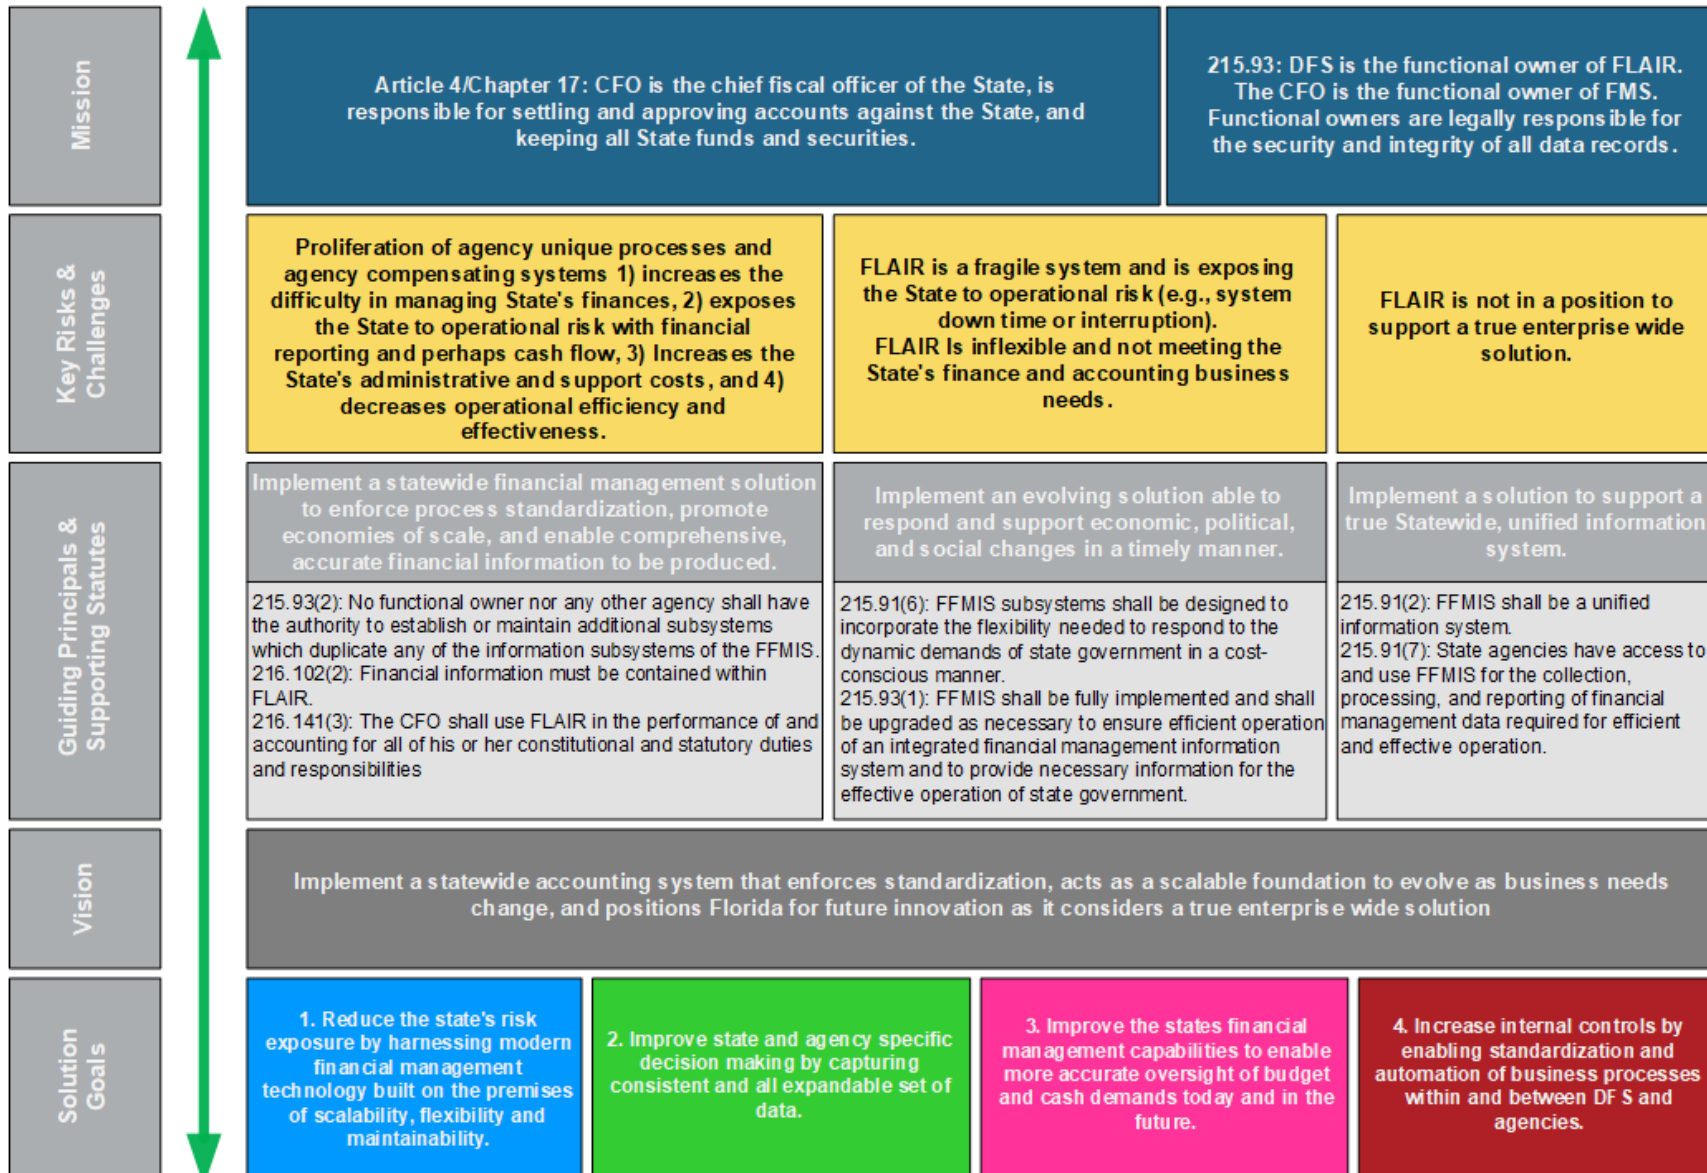 Mission
Article 4/Chapter 17: CFO is the chief fiscal officer of the State, is
responsible for settling and approving accounts against the State, and
keeping all State funds and securities.
215.93: DFS is the functional owner of FLAIR.
The CFO is the functional owner of FMS.
Functional owners are legally responsible for
the security and integrity of all data records.
Key Risks &
Challenges
Proliferation of agency unique processes and
agency compensating systems 1) increases the
difficulty in managing State's finances, 2) exposes
the State to operational risk with financial
reporting and perhaps cash flow, 3) Increases the
State's administrative and support costs, and 4)
decreases operational efficiency and
effectiveness.
FLAIR is a fragile system and is exposing
the State to operational risk (e.g., system
down time or interruption).
FLAIR Is inflexible and not meeting the
State's finance and accounting business
needs.
FLAIR is not in a position to
support a true enterprise wide
solution.
Guiding Principals &
Supporting Statutes
Implement a statewide financial management solution
to enforce process standardization, promote
economies of scale, and enable comprehensive,
accurate financial information to be produced.
Implement an evolving solution able to
respond and support economic, political,
and social changes in a timely manner.
Implement a solution to support a
true Statewide, unified information
system.
215.93(2): No functional owner nor any other agency shall have
the authority to establish or maintain additional subsystems
which duplicate any of the information subsystems of the FFMIS.
216.102(2): Financial information must be contained within
FLAIR.
216.141(3): The CFO shall use FLAIR in the performance of and
accounting for all of his or her constitutional and statutory duties
and responsibilities
215.91(6): FFMIS subsystems shall be designed to
incorporate the flexibility needed to respond to the
dynamic demands of state government in a cost-
conscious manner.
215.93(1): FFMIS shall be fully implemented and shall
be upgraded as necessary to ensure efficient operation
of an integrated financial management information
system and to provide necessary information for the
effective operation of state government.
215.91(2): FFMIS shall be a unified
information system.
215.91(7): State agencies have access to
and use FFMIS for the collection,
processing, and reporting of financial
management data required for efficient
and effective operation.
Vision
Implement a statewide accounting system that enforces standardization, acts as a scalable foundation to evolve as business needs
change, and positions Florida for future innovation as it considers a true enterprise wide solution
Solution
Goals
1. Reduce the state's risk
exposure by harnessing modern
financial management
technology built on the premises
of scalability, flexibility and
maintainability.
2. Improve state and agency specific
decision making by capturing
consistent and all expandable set of
data.
3. Improve the states financial
management capabilities to enable
more accurate oversight of budget
and cash demands today and in the
future.
4. Increase internal controls by
enabling standardization and
automation of business processes
within and between DFS and
agencies.